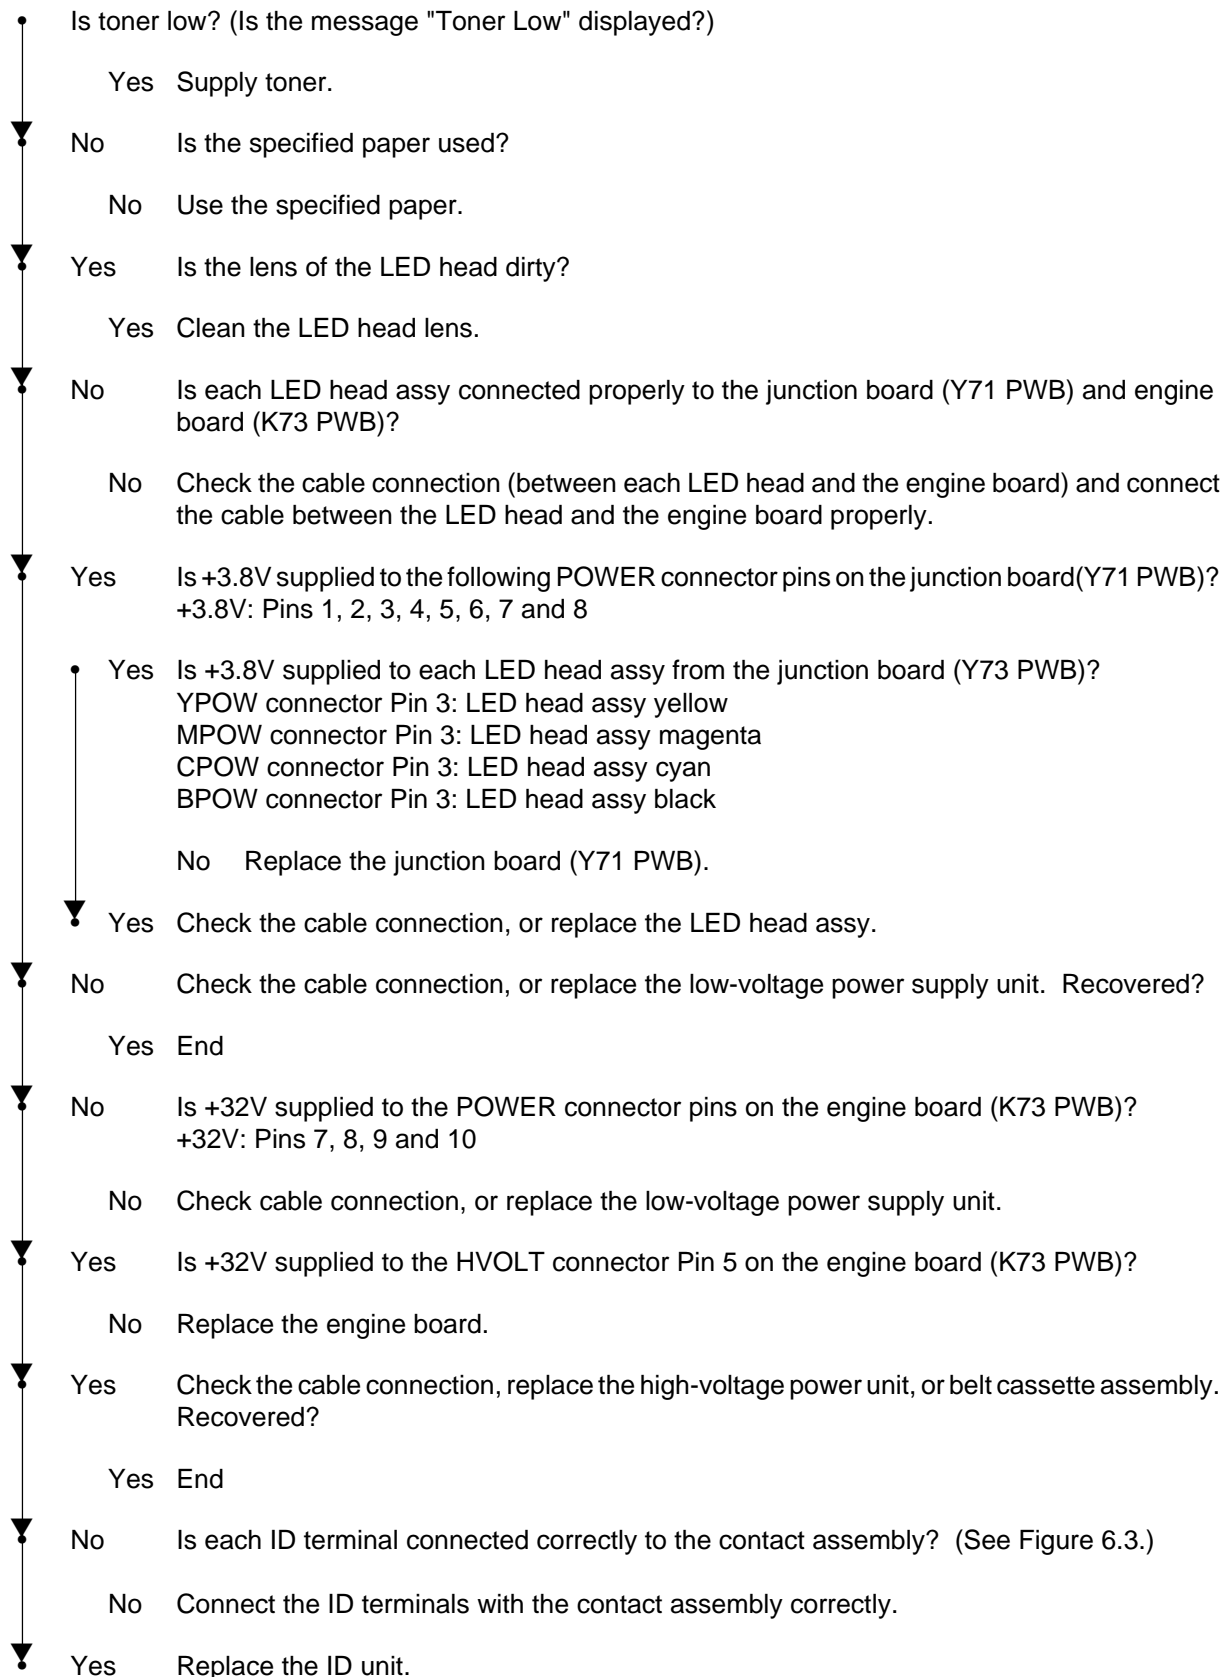 Is toner low? (Is the message "Toner Low" displayed?)
Yes Supply toner.
No Is the specified paper used?
No Use the specified paper.
Yes Is the lens of the LED head dirty?
Yes Clean the LED head lens.
No Is each LED head assy connected properly to the junction board (Y71 PWB) and engine
board (K73 PWB)?
No Check the cable connection (between each LED head and the engine board) and connect
the cable between the LED head and the engine board properly.
Yes Is +3.8V supplied to the following POWER connector pins on the junction board(Y71 PWB)?
+3.8V: Pins 1, 2, 3, 4, 5, 6, 7 and 8
Yes Is +3.8V supplied to each LED head assy from the junction board (Y73 PWB)?
YPOW connector Pin 3: LED head assy yellow
MPOW connector Pin 3: LED head assy magenta
CPOW connector Pin 3: LED head assy cyan
BPOW connector Pin 3: LED head assy black
No Replace the junction board (Y71 PWB).
Yes Check the cable connection, or replace the LED head assy.
No Check the cable connection, or replace the low-voltage power supply unit. Recovered?
Yes End
No Is +32V supplied to the POWER connector pins on the engine board (K73 PWB)?
+32V: Pins 7, 8, 9 and 10
No Check cable connection, or replace the low-voltage power supply unit.
Yes Is +32V supplied to the HVOLT connector Pin 5 on the engine board (K73 PWB)?
No Replace the engine board.
Yes Check the cable connection, replace the high-voltage power unit, or belt cassette assembly.
Recovered?
Yes End
No Is each ID terminal connected correctly to the contact assembly? (See Figure 6.3.)
No Connect the ID terminals with the contact assembly correctly.
Yes Replace the ID unit.